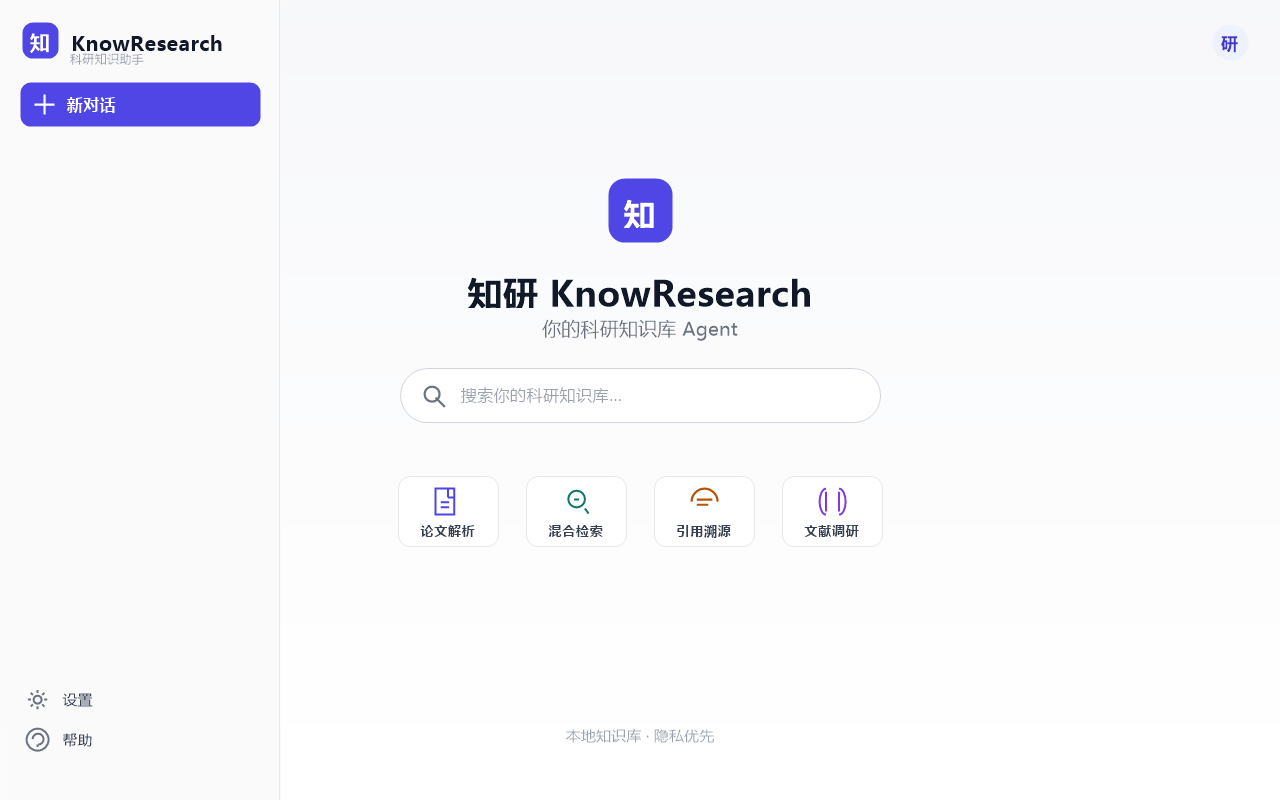 知
KnowResearch
科研知识助手
新对话
研
知
知研 KnowResearch
你的科研知识库 Agent
搜索你的科研知识库...
论文解析
混合检索
引用溯源
文献调研
设置
帮助
本地知识库 · 隐私优先